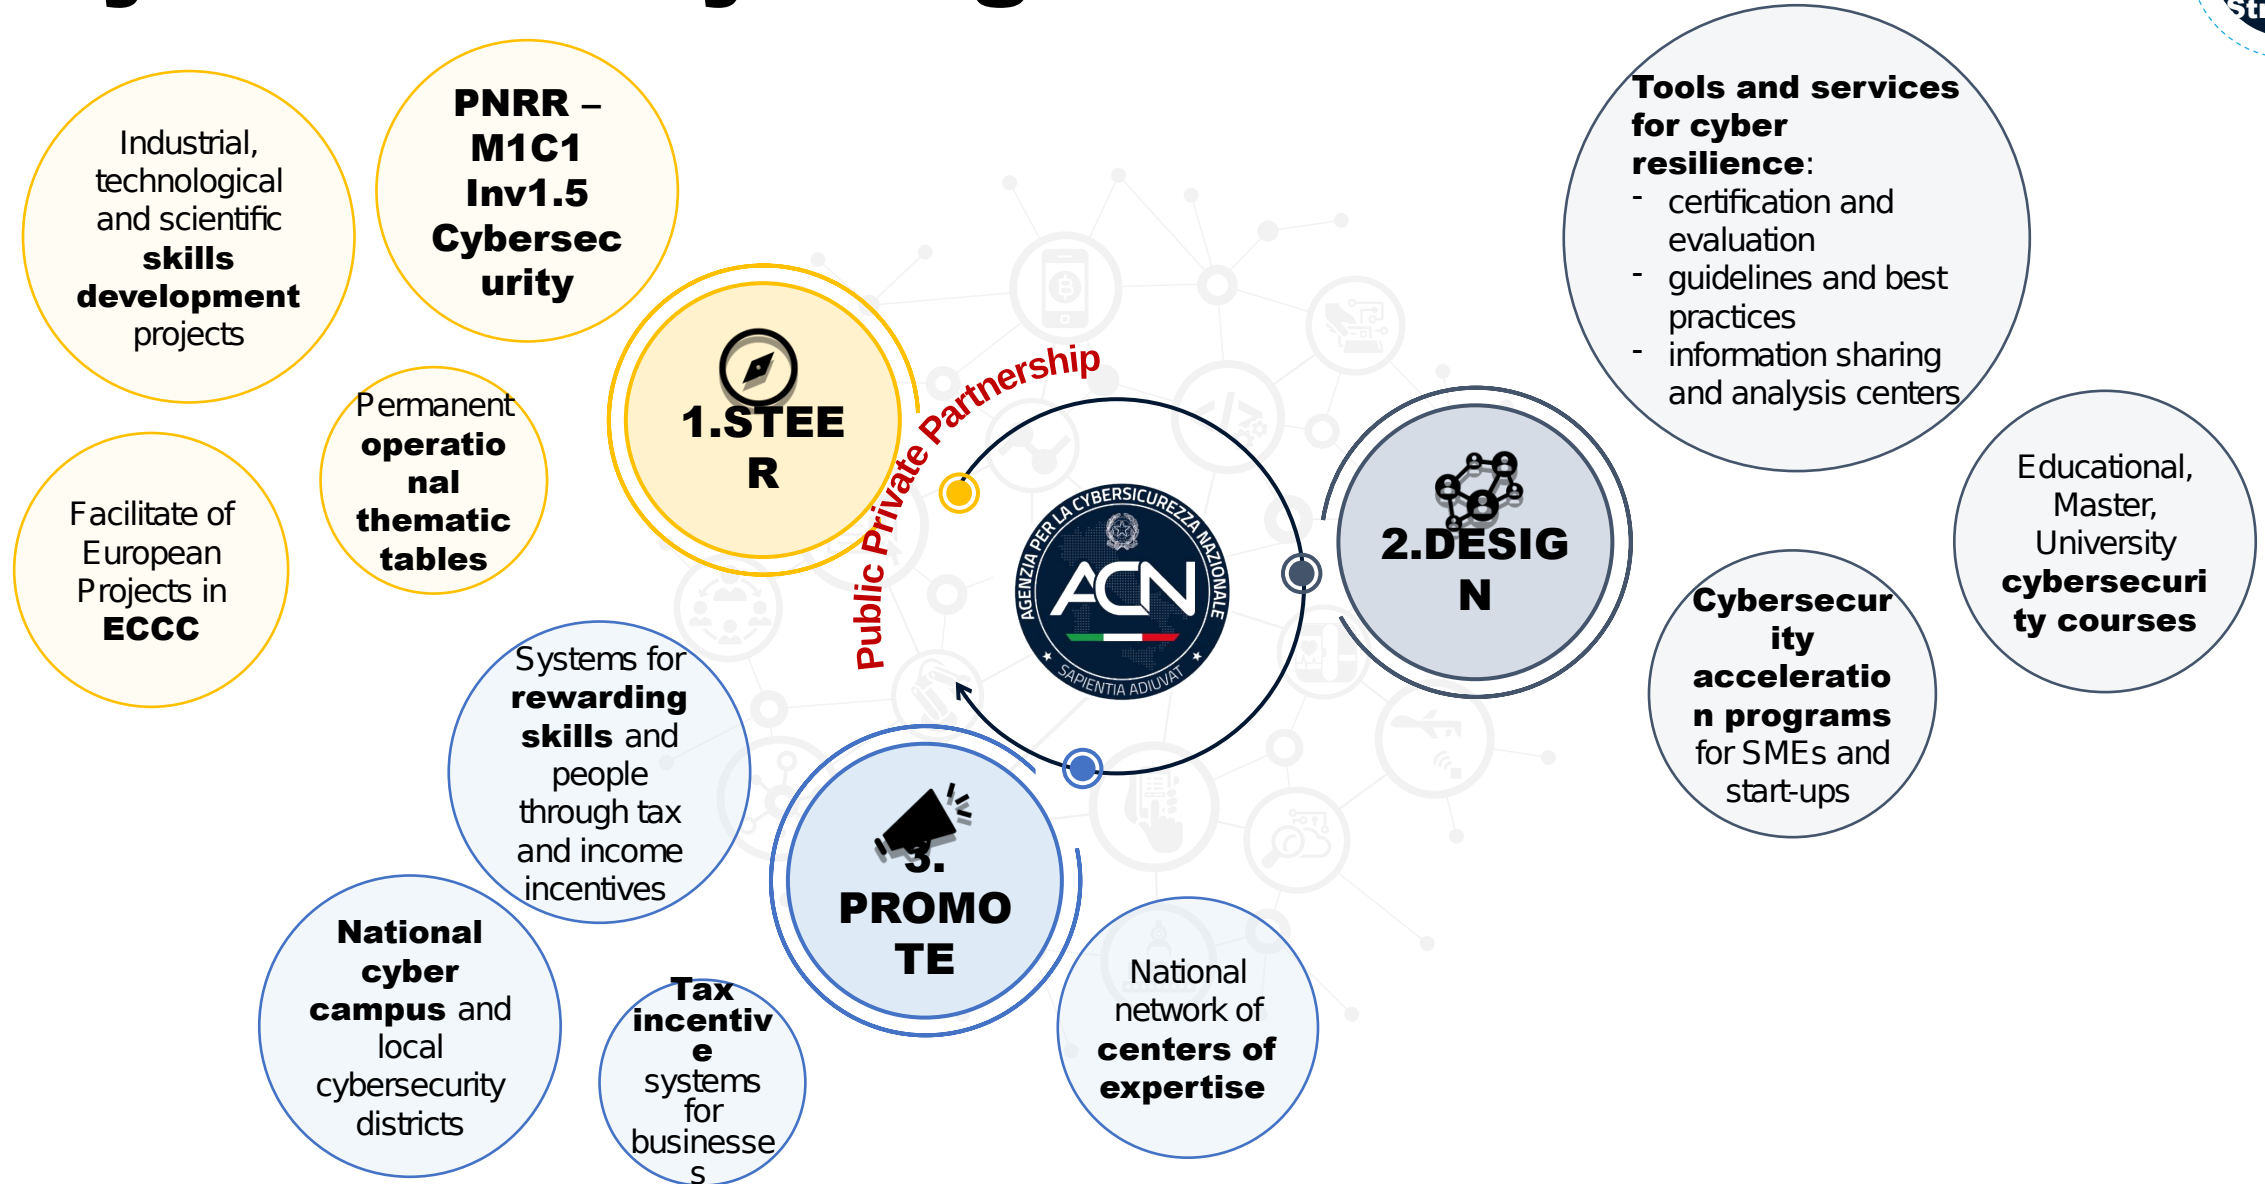 Industrial,
technological
and scientific
skills
development
projects
PNRR –
M1C1
Inv1.5
Cybersec
urity
Permanent
operatio
nal
thematic
tables
Facilitate of
European
Projects in
ECCC
1.STEE
R
Public Private Partnership
AGENZIA PER LA CYBERSICUREZZA NAZIONALE
ACN
SAPIENTIA ADIUVAT
2.DESIG
N
Tools and services
for cyber
resilience:
- certification and
evaluation
- guidelines and best
practices
- information sharing
and analysis centers
Educational,
Master,
University
cybersecuri
ty courses
Cybersecur
ity
acceleratio
n programs
for SMEs and
start-ups
3.
PROMO
TE
Systems for
rewarding
skills and
people
through tax
and income
incentives
National
cyber
campus and
local
cybersecurity
districts
Tax
incentiv
e
systems
for
businesse
s
National
network of
centers of
expertise